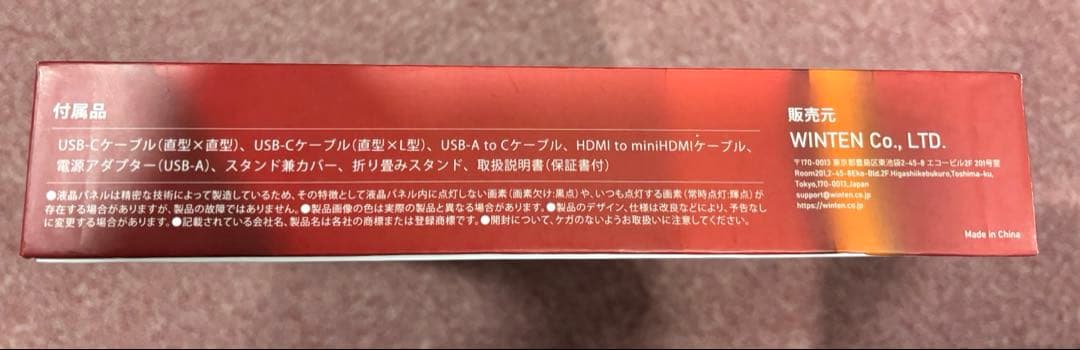 付属品
USB-Cケーブル(直型×直型)、USB-Cケーブル(直型×L型)、USB-A to Cケーブル、HDMI to miniHDMIケーブル、
電源アダプター(USB-A)、スタンド兼カバー、折り畳みスタンド、取扱説明書(保証書付)
●液晶パネルは精密な技術によって製造しているため、その特徴として液晶パネル内に点灯しない画素(画素欠け:黒点)や、いつも点灯する画素(常時点灯:輝点)が
存在する場合がありますが、製品の故障ではありません。●製品画像の色は実際の製品と異なる場合があります。●製品のデザイン、仕様は改良などにより、予告なし
に変更する場合があります。●記載されている会社名、製品名は各社の商標または登録商標です。●開封について、ケガのないようお取扱いに注意してください。
販売元
WINTEN Co., LTD.
〒170-0013 東京都豊島区東池袋2-45-8 エコービル2F 201号室
Room201,2-45-8Eko-Bld.2F Higashiikebukuro,Toshima-ku,
Tokyo,170-0013,Japan
support@winten.co.jp
https://winten.co.jp
Made in China